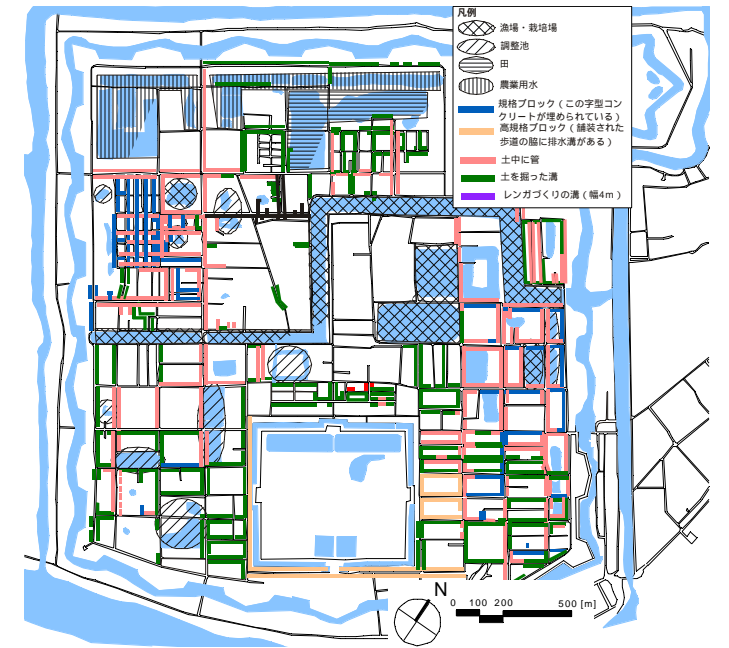 凡例
漁場・栽培場
調整池
田
農業用水
規格ブロック（この字型コン
クリートが埋められている）
高規格ブロック（舗装された
歩道の脇に排水溝がある）
土中に管
土を掘った溝
レンガづくりの溝（幅4m）
N
0 100 200 500 [m]